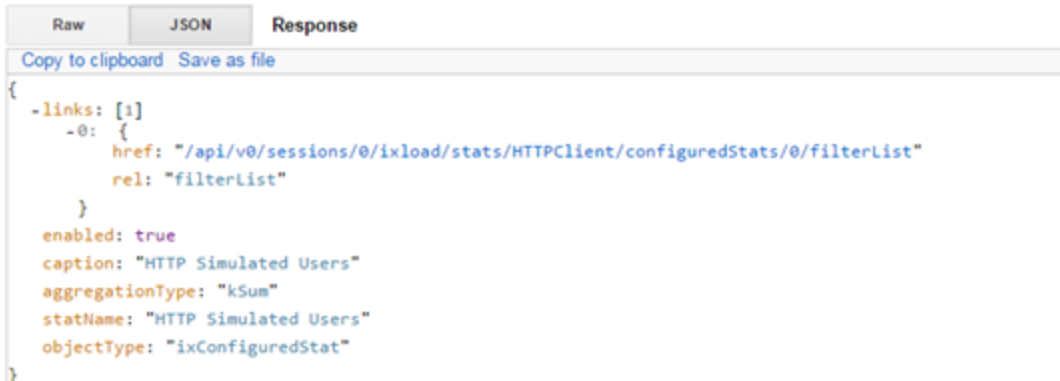 Raw JSON Response
Copy to clipboard Save as file
{
-links: [1]
-0: {
href: "/api/v0/sessions/0/ixload/stats/HTTPClient/configuredStats/0/filterList"
rel: "filterList"
}
enabled: true
caption: "HTTP Simulated Users"
aggregationType: "kSum"
statName: "HTTP Simulated Users"
objectType: "ixConfiguredStat"
}